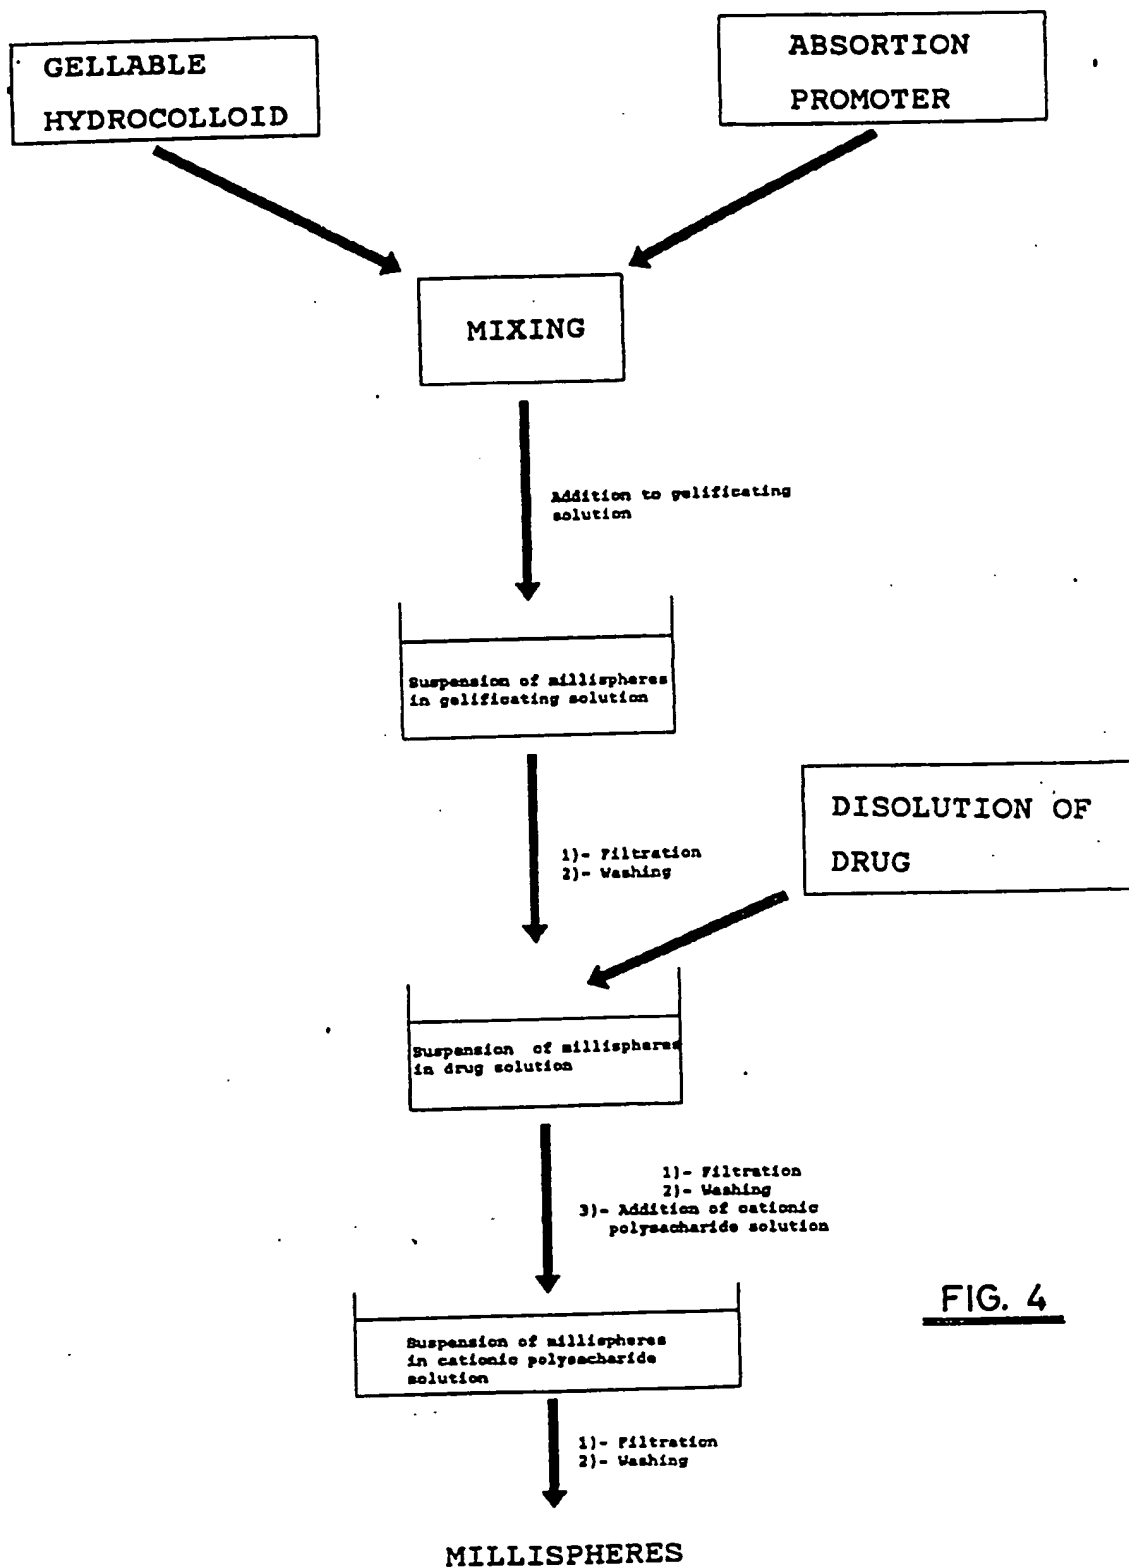 GELLABLE
HYDROCOLLOID
ABSORTION
PROMOTER
MIXING
Addition to gelificating
solution
Suspension of millispheres
in gelificating solution
1)- Filtration
2)- Washing
DISOLUTION OF
DRUG
Suspension of millispheres
in drug solution
1)- Filtration
2)- Washing
3)- Addition of cationic
polysacharide solution
Suspension of millispheres
in cationic polysacharide
solution
FIG. 4
1)- Filtration
2)- Washing
MILLISPHERES